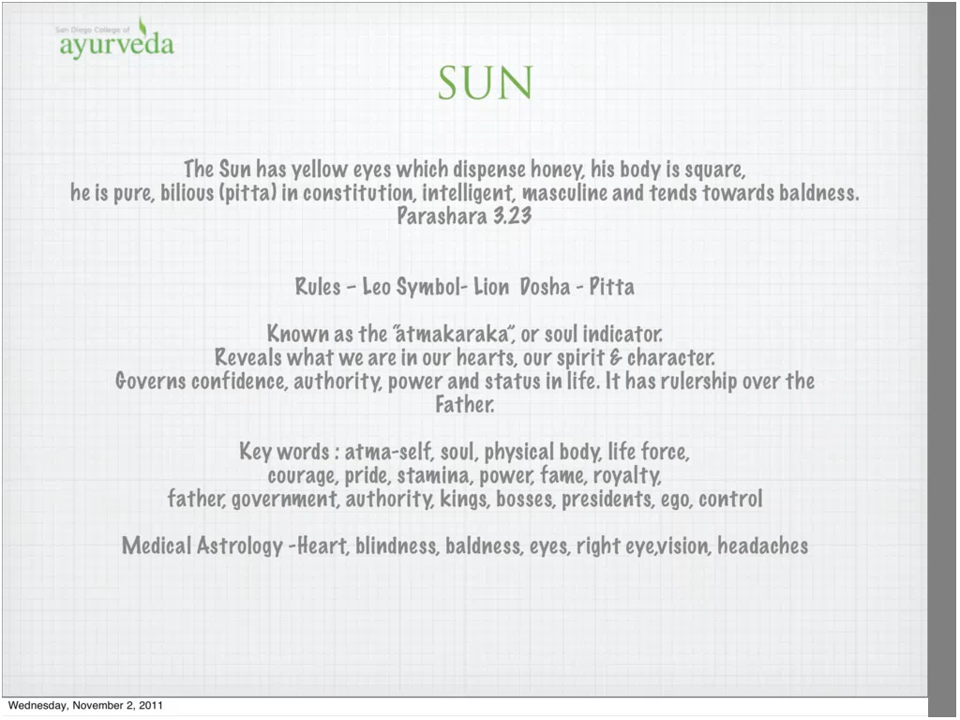 San Diego College of
ayurveda
SUN
The Sun has yellow eyes which dispense honey, his body is square,
he is pure, bilious (pitta) in constitution, intelligent, masculine and tends towards baldness.
Parashara 3.23
Rules – Leo Symbol- Lion  Dosha - Pitta
Known as the “atmakaraka”, or soul indicator.
Reveals what we are in our hearts, our spirit & character.
Governs confidence, authority, power and status in life. It has rulership over the
Father.
Key words : atma-self, soul, physical body, life force,
courage, pride, stamina, power, fame, royalty,
father, government, authority, kings, bosses, presidents, ego, control
Medical Astrology -Heart, blindness, baldness, eyes, right eye,vision, headaches
Wednesday, November 2, 2011